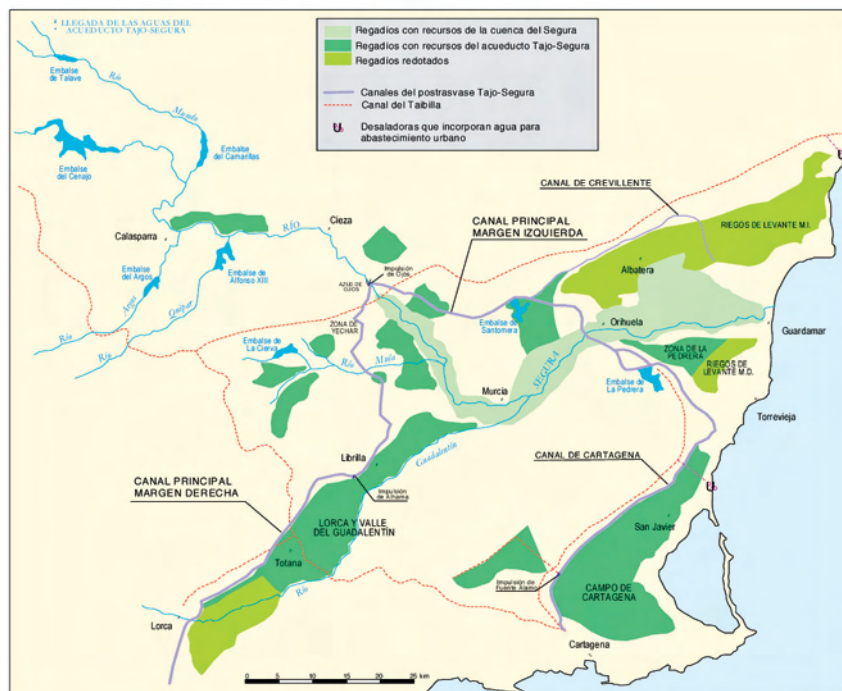 LLEGADA DE LAS AGUAS DEL
ACUEDUCTO TAJO-SEGURA
Regadíos con recursos de la cuenca del Segura
Regadíos con recursos del acueducto Tajo-Segura
Regadíos redotados
Canales del postrasvase Tajo-Segura
Canal del Taibilla
Desaladoras que incorporan agua para
abastecimiento urbano
Embalse
de Talave
Río
Mundo
Embalse
del Camarillas
Embalse
del Cenajo
Calasparra
RÍO
Cieza
Embalse
del Argos
Embalse de
Alfonso XIII
Argos
Río
Quípar
Río
AZUD DE
OJOS
Impulsión
de Ojós
CANAL PRINCIPAL
MARGEN IZQUIERDA
CANAL DE CREVILLENTE
RIEGOS DE LEVANTE M.I.
Albatera
Orihuela
Guardamar
Embalse
de Santomera
SEGURA
ZONA DE LA
PEDRERA
RIEGOS DE
LEVANTE M.D.
Embalse de
La Pedrera
Torrevieja
ZONA DE
YECHAR
Embalse de
La Cierva
Río
Mula
Murcia
Librilla
Guadalentín
CANAL PRINCIPAL
MARGEN DERECHA
Impulsión
de Alhama
LORCA Y VALLE
DEL GUADALENTÍN
Totana
Río
Lorca
CANAL DE CARTAGENA
San Javier
Impulsión de
Fuente Álamo
CAMPO DE
CARTAGENA
Cartagena
0 5 10 15 20 25 km